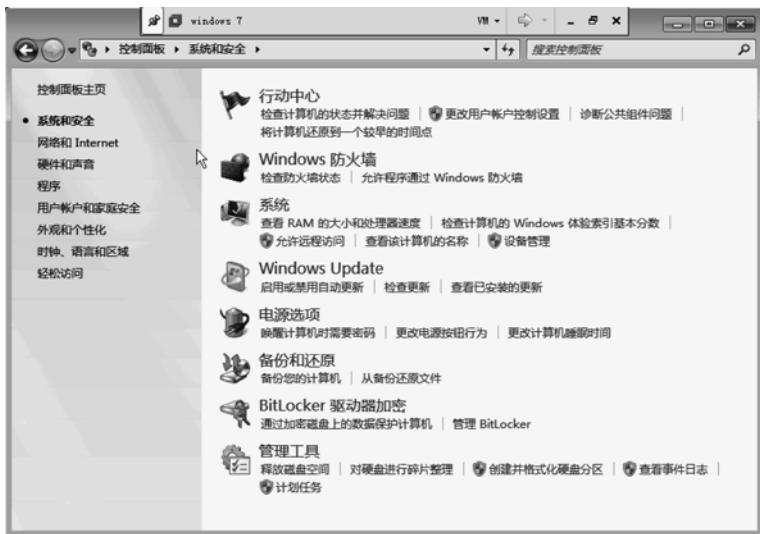 windows 7 VM
控制面板 系统和安全 搜索控制面板
控制面板主页
系统和安全
网络和 Internet
硬件和声音
程序
用户帐户和家庭安全
外观和个性化
时钟、语言和区域
轻松访问
行动中心
检查计算机的状态并解决问题 更改用户帐户控制设置 诊断公共组件问题
将计算机还原到一个较早的时间点
Windows 防火墙
检查防火墙状态 允许程序通过 Windows 防火墙
系统
查看 RAM 的大小和处理器速度 检查计算机的 Windows 体验索引基本分数
允许远程访问 查看该计算机的名称 设备管理
Windows Update
启用或禁用自动更新 检查更新 查看已安装的更新
电源选项
唤醒计算机时需要密码 更改电源按钮行为 更改计算机睡眠时间
备份和还原
备份您的计算机 从备份还原文件
BitLocker 驱动器加密
通过加密磁盘上的数据保护计算机 管理 BitLocker
管理工具
释放磁盘空间 对硬盘进行碎片整理 创建并格式化硬盘分区 查看事件日志
计划任务